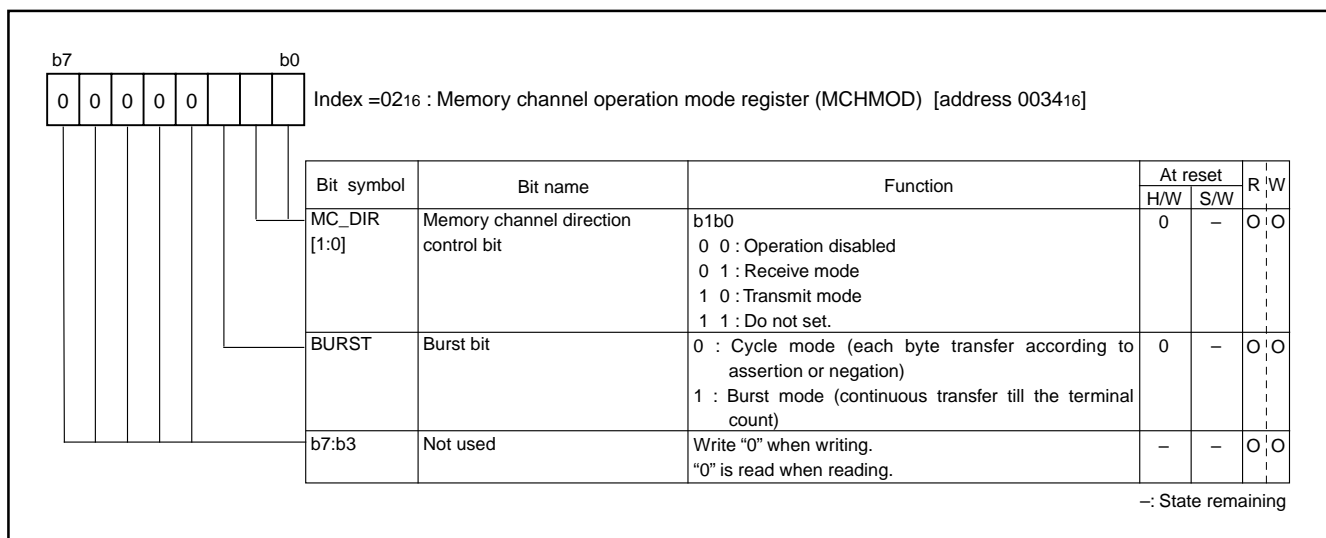 b7 b0
0 0 0 0 0 Index =0216 : Memory channel operation mode register (MCHMOD) [address 003416]
Bit symbol Bit name Function At reset R W
H/W S/W
MC_DIR Memory channel direction b1b0 0 – O O
[1:0] control bit 0 0 : Operation disabled
0 1 : Receive mode
1 0 : Transmit mode
1 1 : Do not set.
BURST Burst bit 0 : Cycle mode (each byte transfer according to 0 – O O
assertion or negation)
1 : Burst mode (continuous transfer till the terminal
count)
b7:b3 Not used Write “0” when writing. – – O O
“0” is read when reading.
–: State remaining